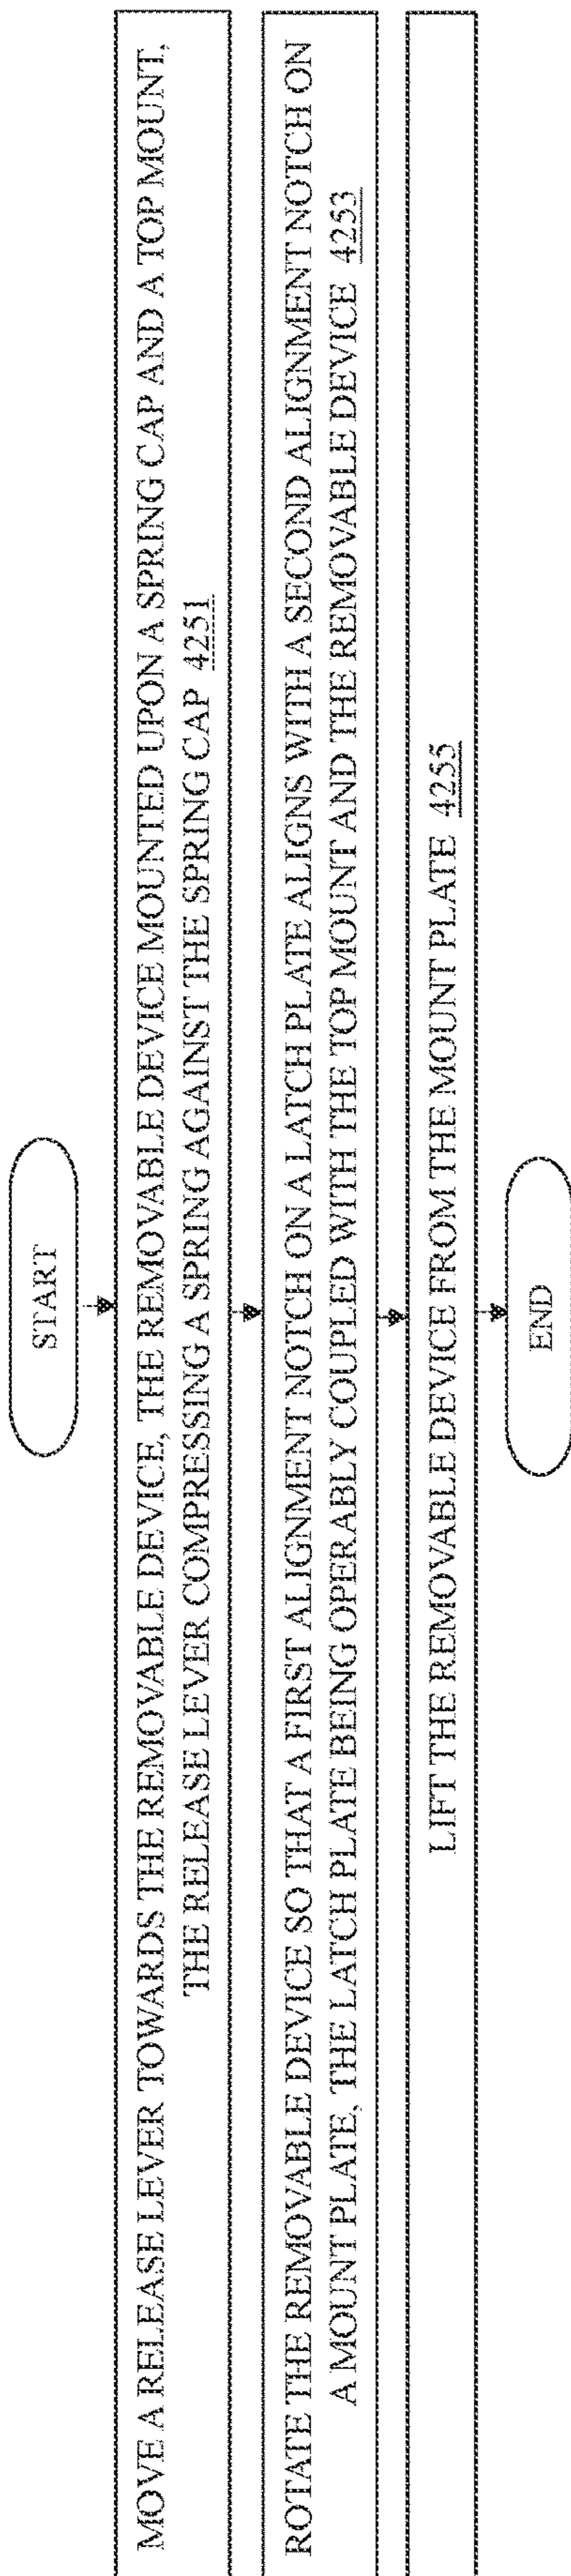 START
MOVE A RELEASE LEVER TOWARDS THE REMOVABLE DEVICE, THE REMOVABLE DEVICE MOUNTED UPON A SPRING CAP AND A TOP MOUNT,
THE RELEASE LEVER COMPRESSING A SPRING AGAINST THE SPRING CAP 4251
ROTATE THE REMOVABLE DEVICE SO THAT A FIRST ALIGNMENT NOTCH ON A LATCH PLATE ALIGNS WITH A SECOND ALIGNMENT NOTCH ON
A MOUNT PLATE, THE LATCH PLATE BEING OPERABLY COUPLED WITH THE TOP MOUNT AND THE REMOVABLE DEVICE 4253
LIFT THE REMOVABLE DEVICE FROM THE MOUNT PLATE 4255
END